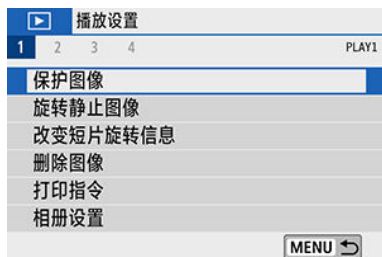 播放设置
1 2 3 4 PLAY1
保护图像
旋转静止图像
改变短片旋转信息
删除图像
打印指令
相册设置
MENU